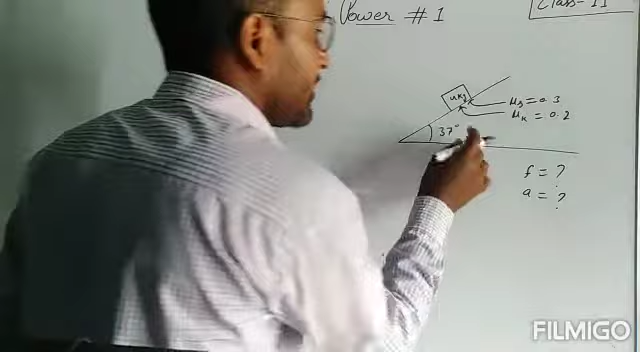 Power #1
Class-11
4kg
μs = 0.3
μk = 0.2
37°
f = ?
a = ?
FILMIGO